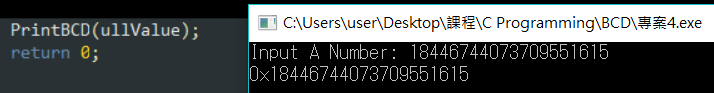 PrintBCD(ullValue);
return 0;
C:\Users\user\Desktop\課程\C Programming\BCD\專案4.exe
Input A Number: 18446744073709551615
0x18446744073709551615